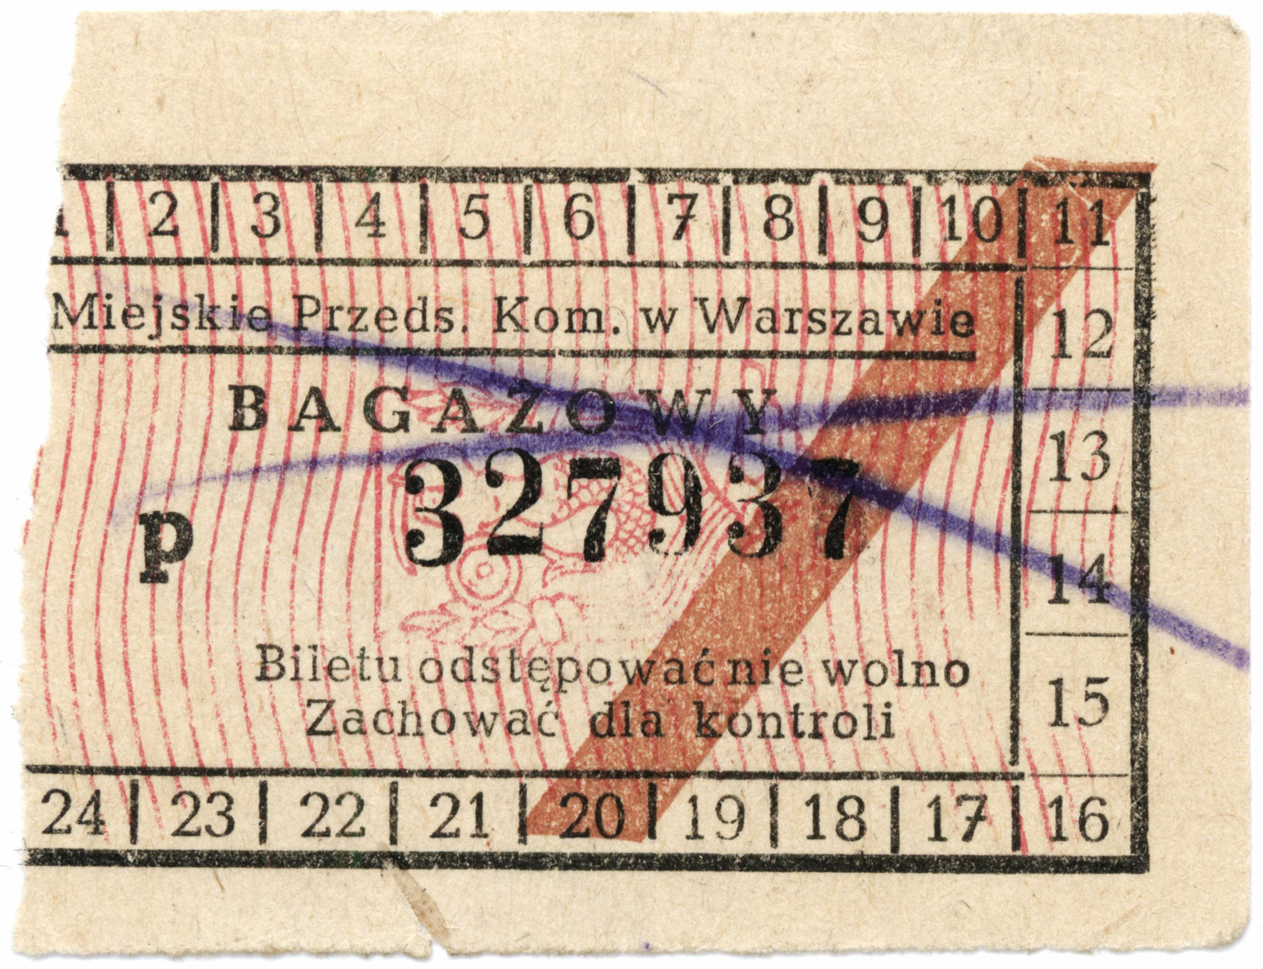 1 2 3 4 5 6 7 8 9 10 11
Miejskie Przeds. Kom. w Warszawie
12
BAGAŻOWY
13
p 327937
14
Biletu odstępować nie wolno
15
Zachować dla kontroli
24 23 22 21 20 19 18 17 16